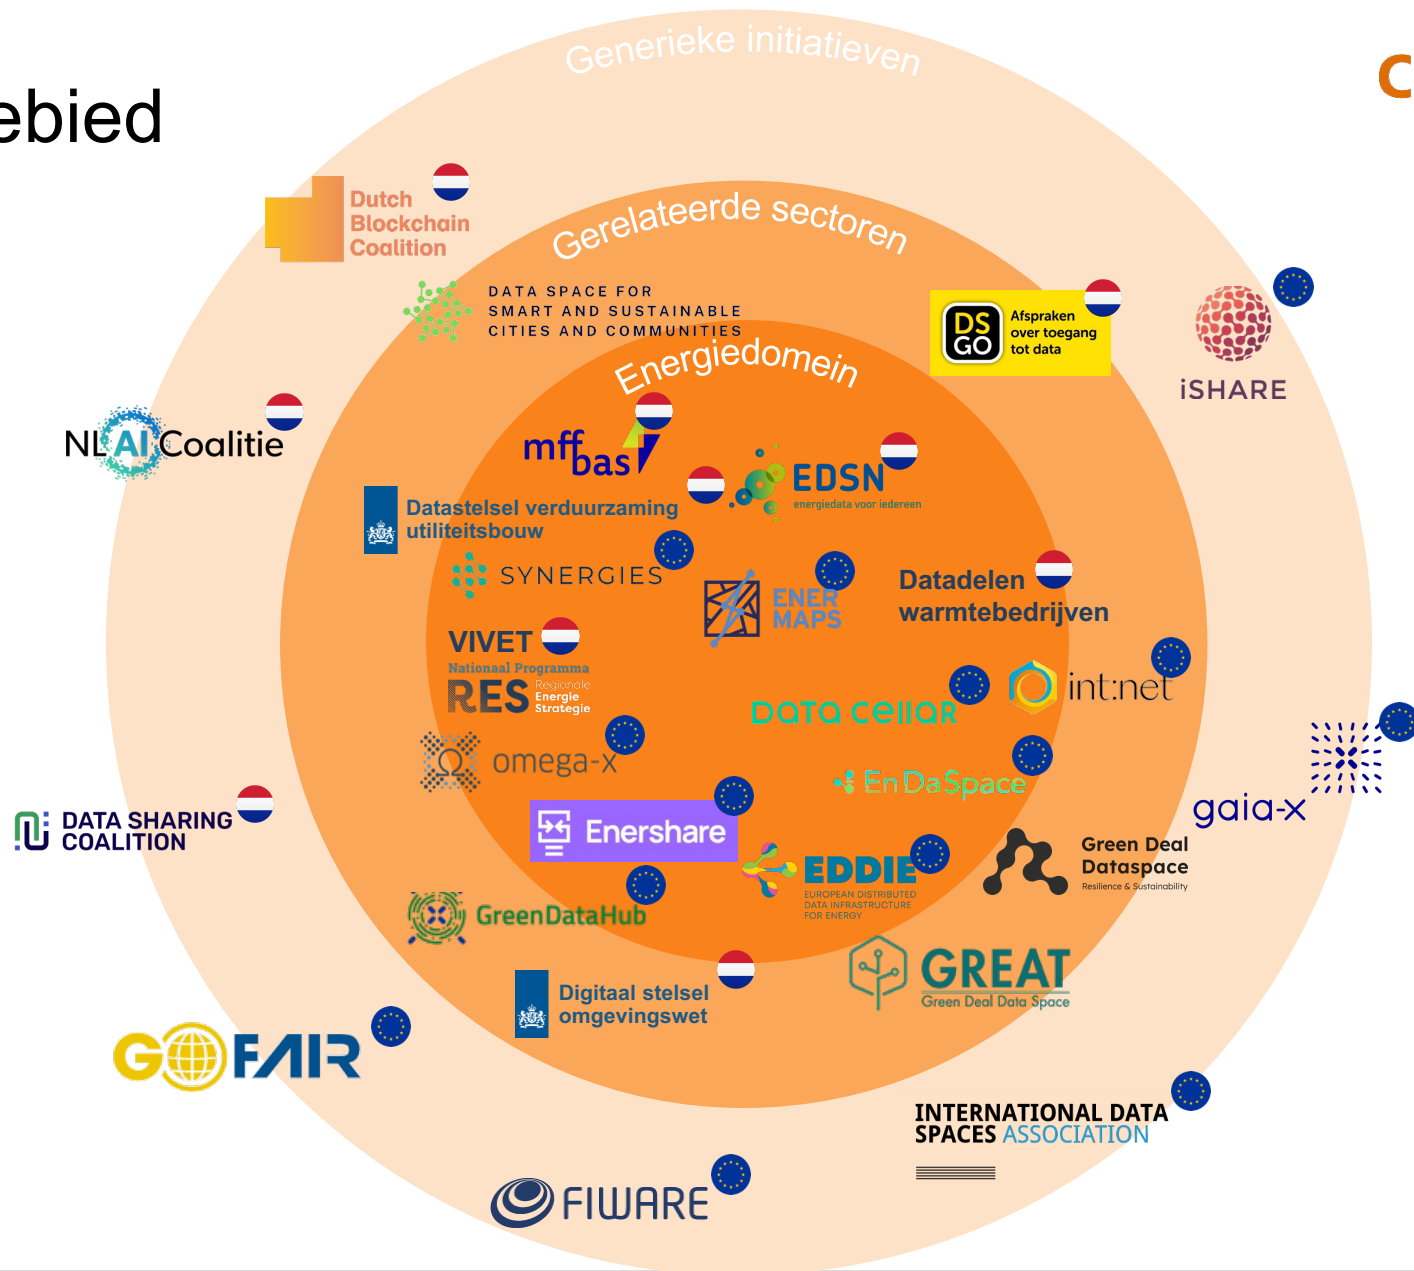 Generieke initiatieven
ebied
Dutch
Blockchain
Coalition
Gerelateerde sectoren
DATA SPACE FOR
SMART AND SUSTAINABLE
CITIES AND COMMUNITIES
DS
GO
Afspraken
over toegang
tot data
iSHARE
Energiedomein
NL AI Coalitie
mff
bas
EDSN
energiedata voor iedereen
Datastelsel verduurzaming
utiliteitsbouw
SYNERGIES
ENER
MAPS
Datadelen
warmtebedrijven
VIVET
Nationaal Programma
RES
Regionale
Energie
Strategie
int:net
DATA CELLAR
omega-x
EnDaSpace
gaia-x
DATA SHARING
COALITION
Enershare
EDDIE
EUROPEAN DISTRIBUTED
DATA INFRASTRUCTURE
FOR ENERGY
Green Deal
Dataspace
Resilience & Sustainability
GreenDataHub
GREAT
Green Deal Data Space
Digitaal stelsel
omgevingswet
GO FAIR
INTERNATIONAL DATA
SPACES ASSOCIATION
FIWARE